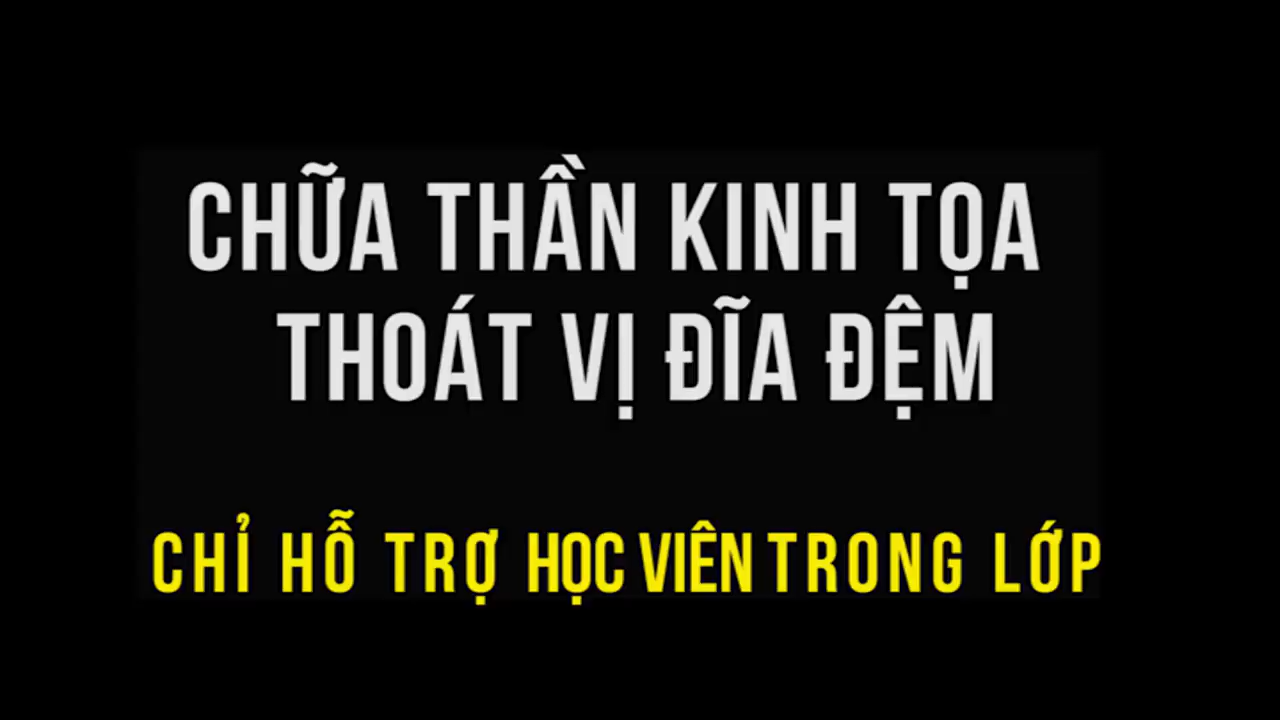 CHỮA THẦN KINH TỌA
THOÁT VỊ ĐĨA ĐỆM
CHỈ HỖ TRỢ HỌC VIÊN TRONG LỚP